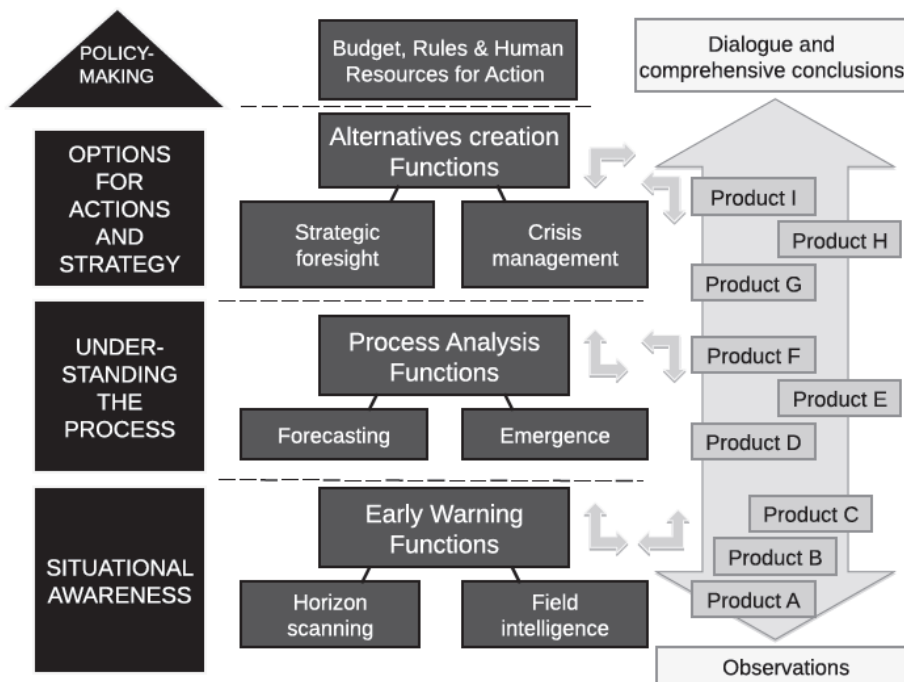 POLICY-
MAKING
Budget, Rules & Human
Resources for Action
Dialogue and
comprehensive conclusions
OPTIONS
FOR
ACTIONS
AND
STRATEGY
Alternatives creation
Functions
Strategic
foresight
Crisis
management
Product I
Product H
Product G
UNDER-
STANDING
THE
PROCESS
Process Analysis
Functions
Forecasting
Emergence
Product F
Product E
Product D
SITUATIONAL
AWARENESS
Early Warning
Functions
Horizon
scanning
Field
intelligence
Product C
Product B
Product A
Observations